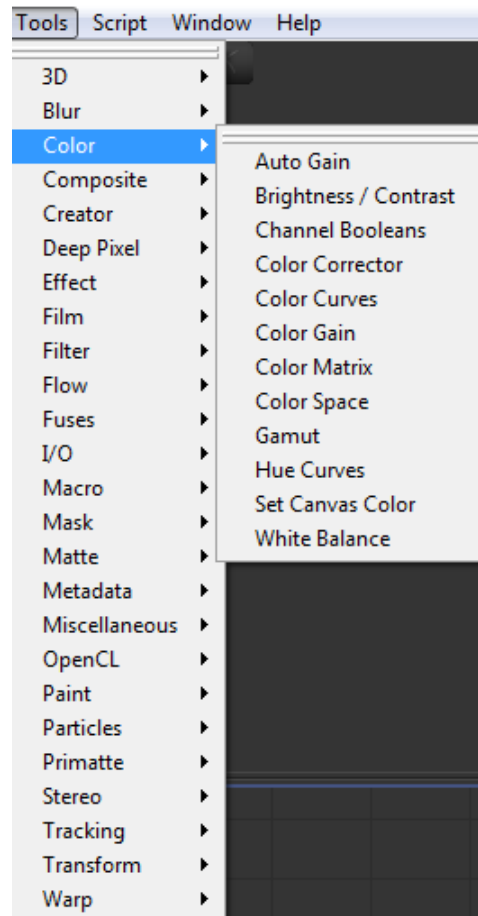 Tools Script Window Help
3D
Blur
Color
Composite
Creator
Deep Pixel
Effect
Film
Filter
Flow
Fuses
I/O
Macro
Mask
Matte
Metadata
Miscellaneous
OpenCL
Paint
Particles
Primatte
Stereo
Tracking
Transform
Warp
Auto Gain
Brightness / Contrast
Channel Booleans
Color Corrector
Color Curves
Color Gain
Color Matrix
Color Space
Gamut
Hue Curves
Set Canvas Color
White Balance